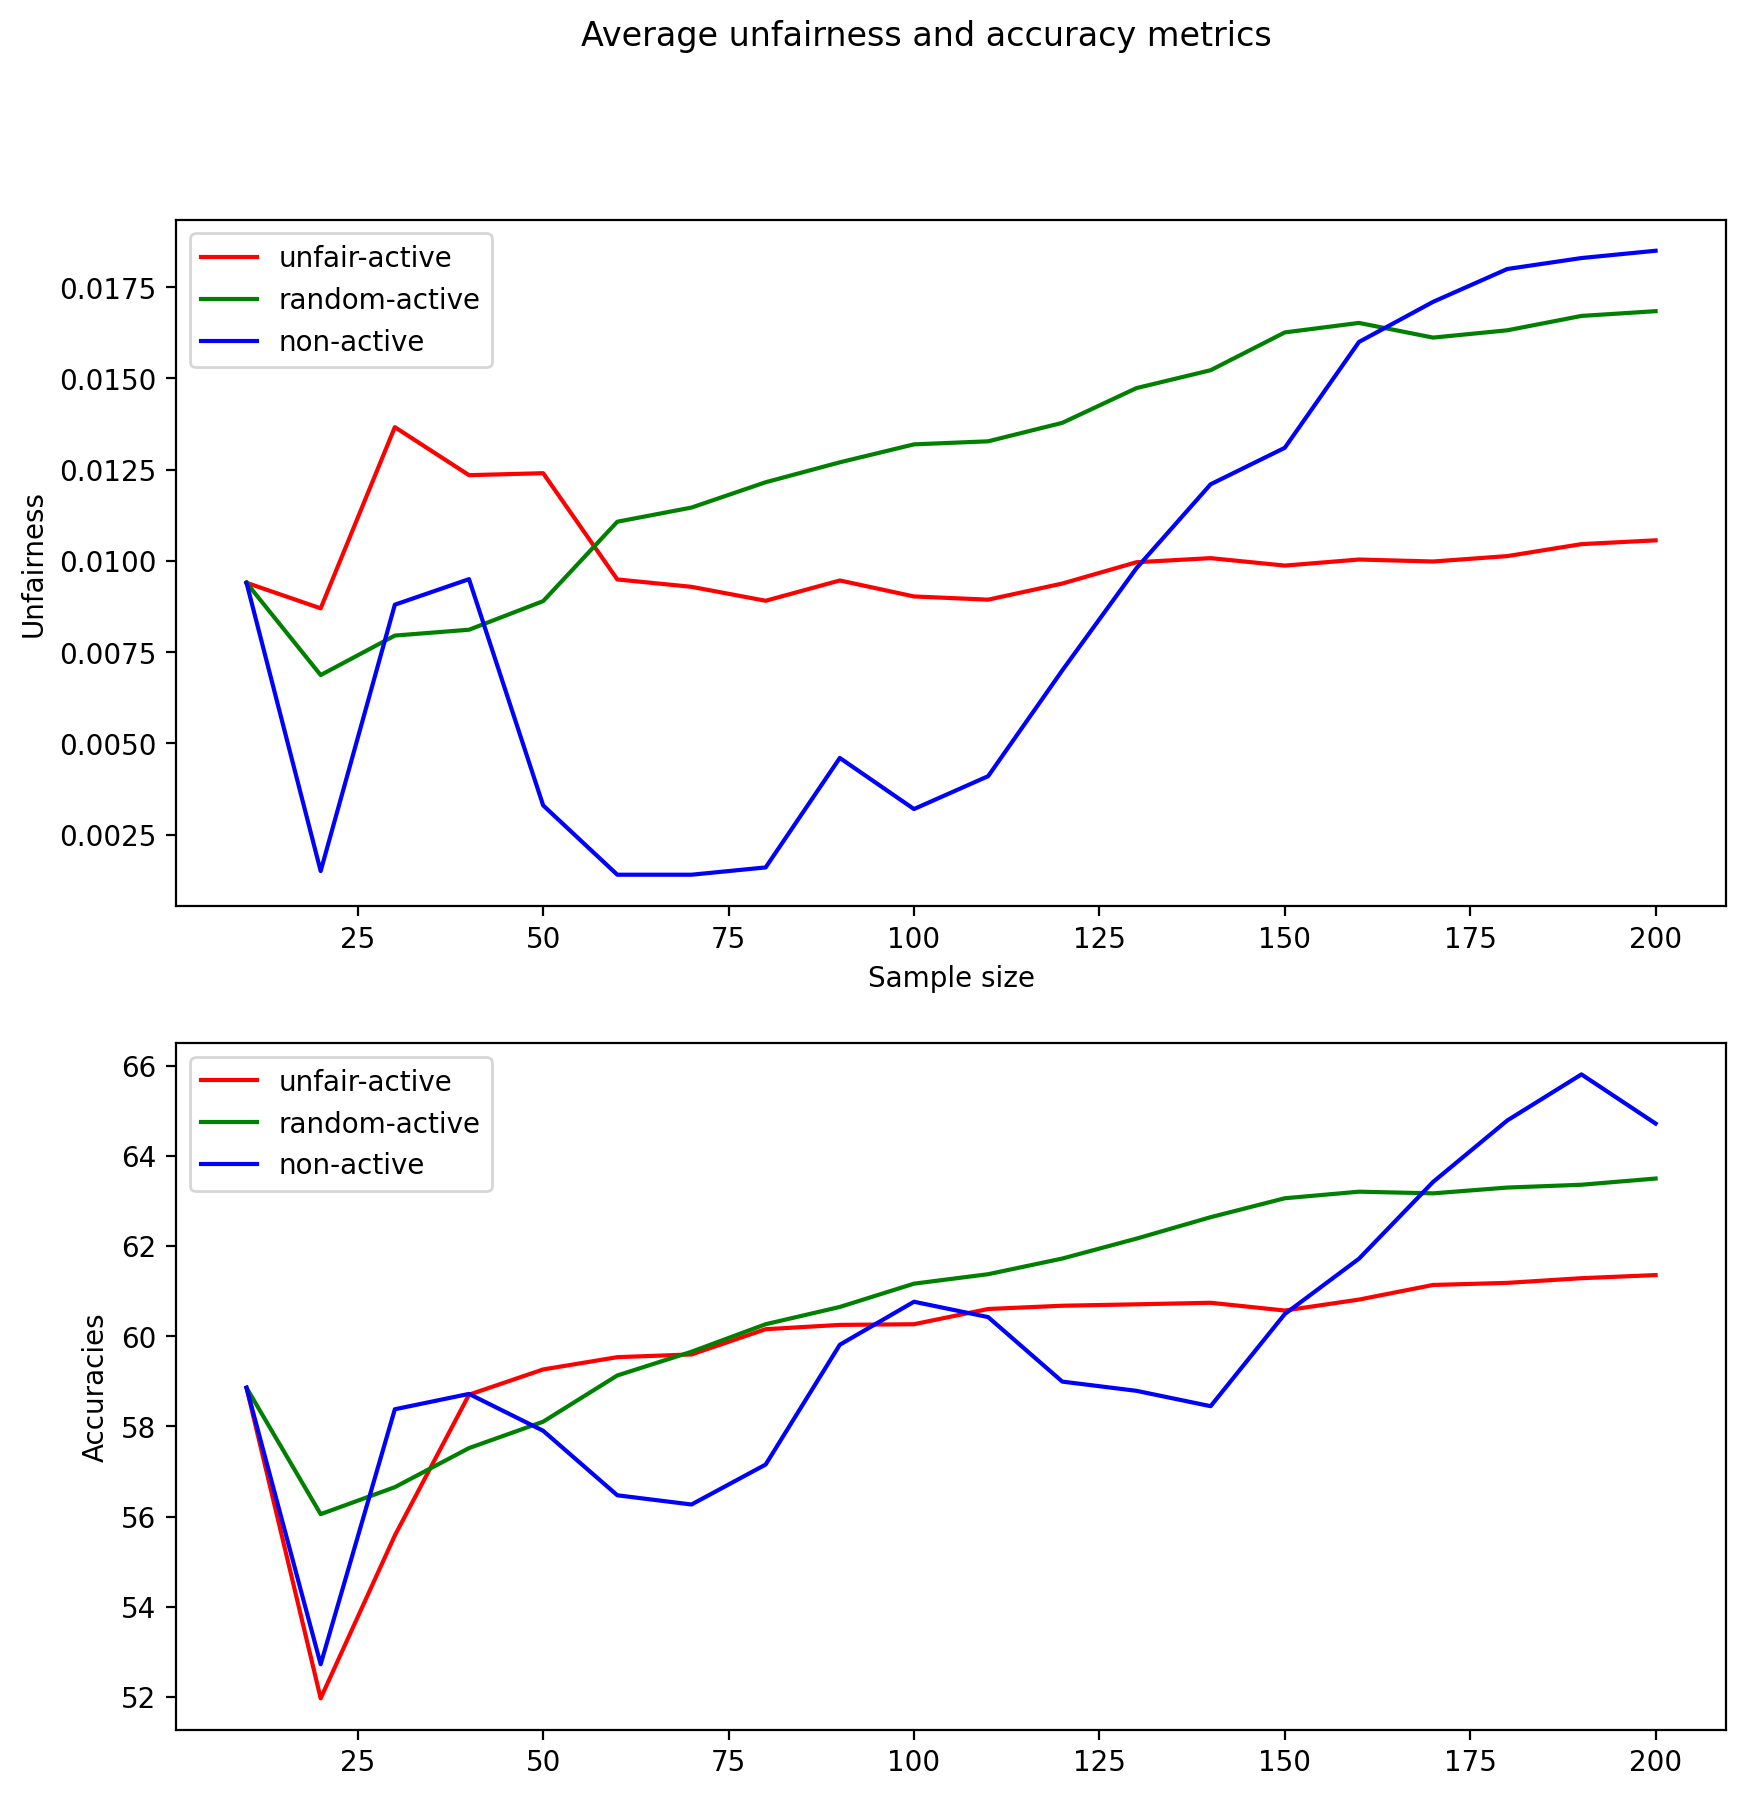 Average unfairness and accuracy metrics
unfair-active
random-active
non-active
0.0175
0.0150
0.0125
0.0100
0.0075
0.0050
0.0025
Unfairness
25 50 75 100 125 150 175 200
Sample size
unfair-active
random-active
non-active
66
64
62
60
58
56
54
52
Accuracies
25 50 75 100 125 150 175 200